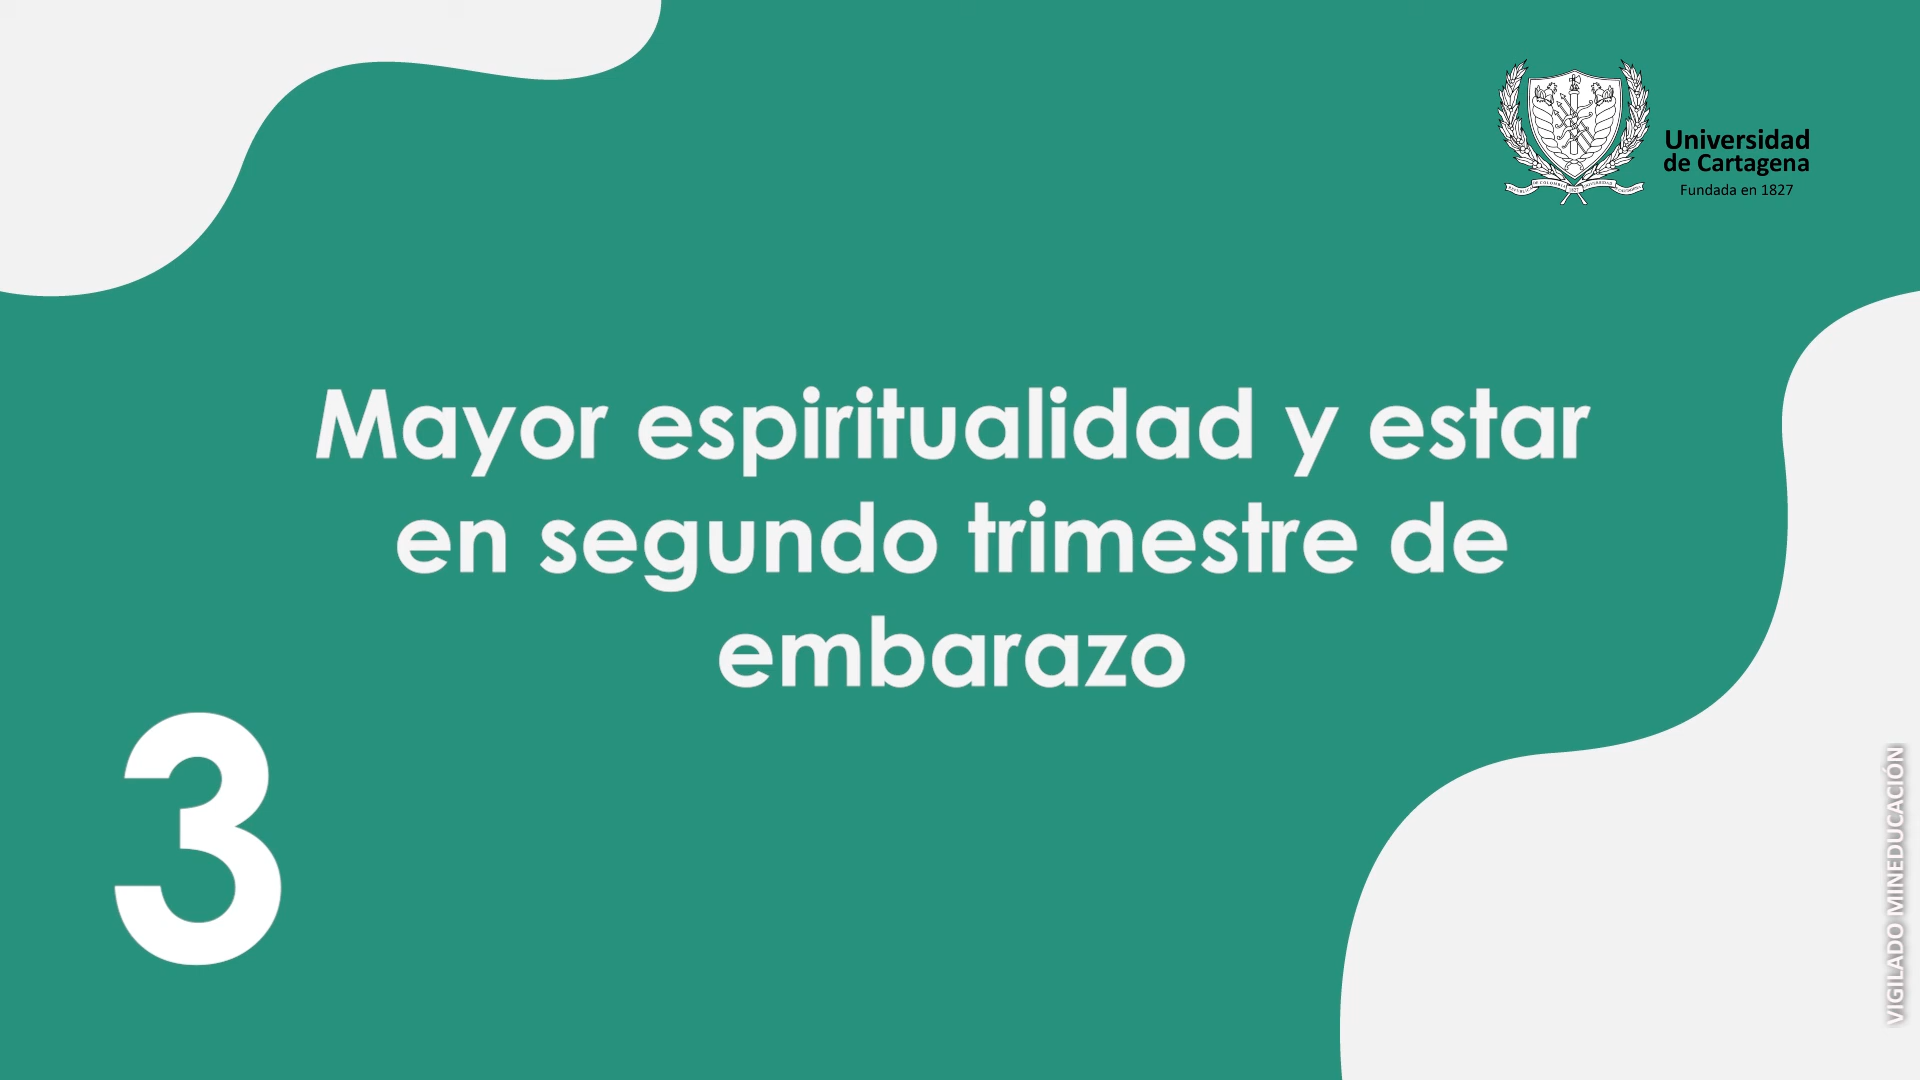 Universidad
de Cartagena
Fundada en 1827
Mayor espiritualidad y estar
en segundo trimestre de
embarazo
3
VIGILADO MINEDUCACIÓN